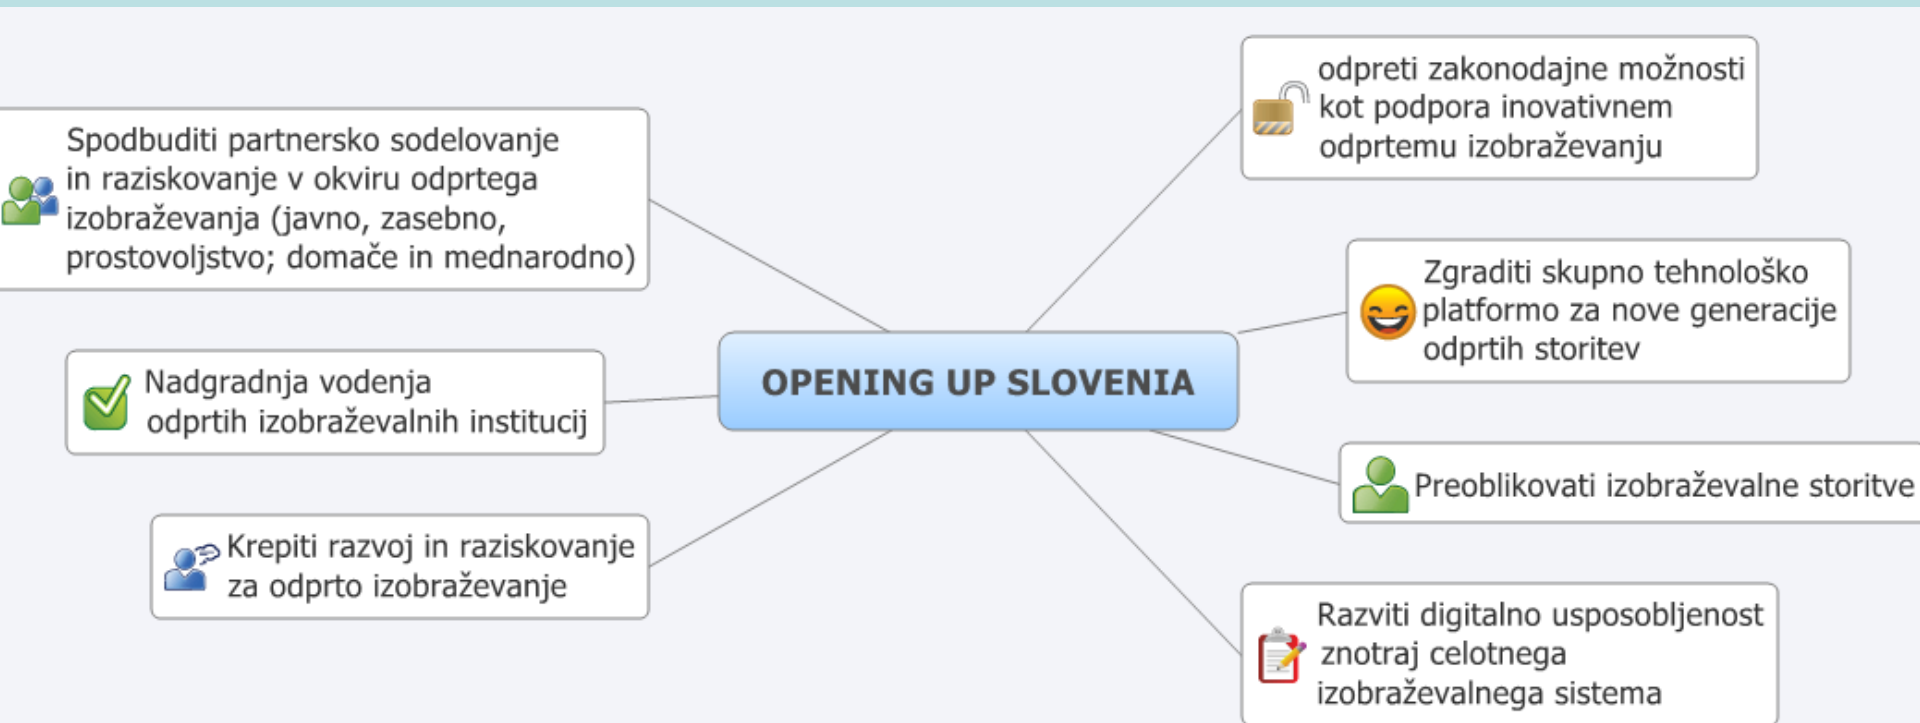 Spodbuditi partnersko sodelovanje
in raziskovanje v okviru odprtega
izobraževanja (javno, zasebno,
prostovoljstvo; domače in mednarodno)
Nadgradnja vodenja
odprtih izobraževalnih institucij
Krepiti razvoj in raziskovanje
za odprto izobraževanje
OPENING UP SLOVENIA
odpreti zakonodajne možnosti
kot podpora inovativnem
odprtemu izobraževanju
Zgraditi skupno tehnološko
platformo za nove generacije
odprtih storitev
Preoblikovati izobraževalne storitve
Razviti digitalno usposobljenost
znotraj celotnega
izobraževalnega sistema